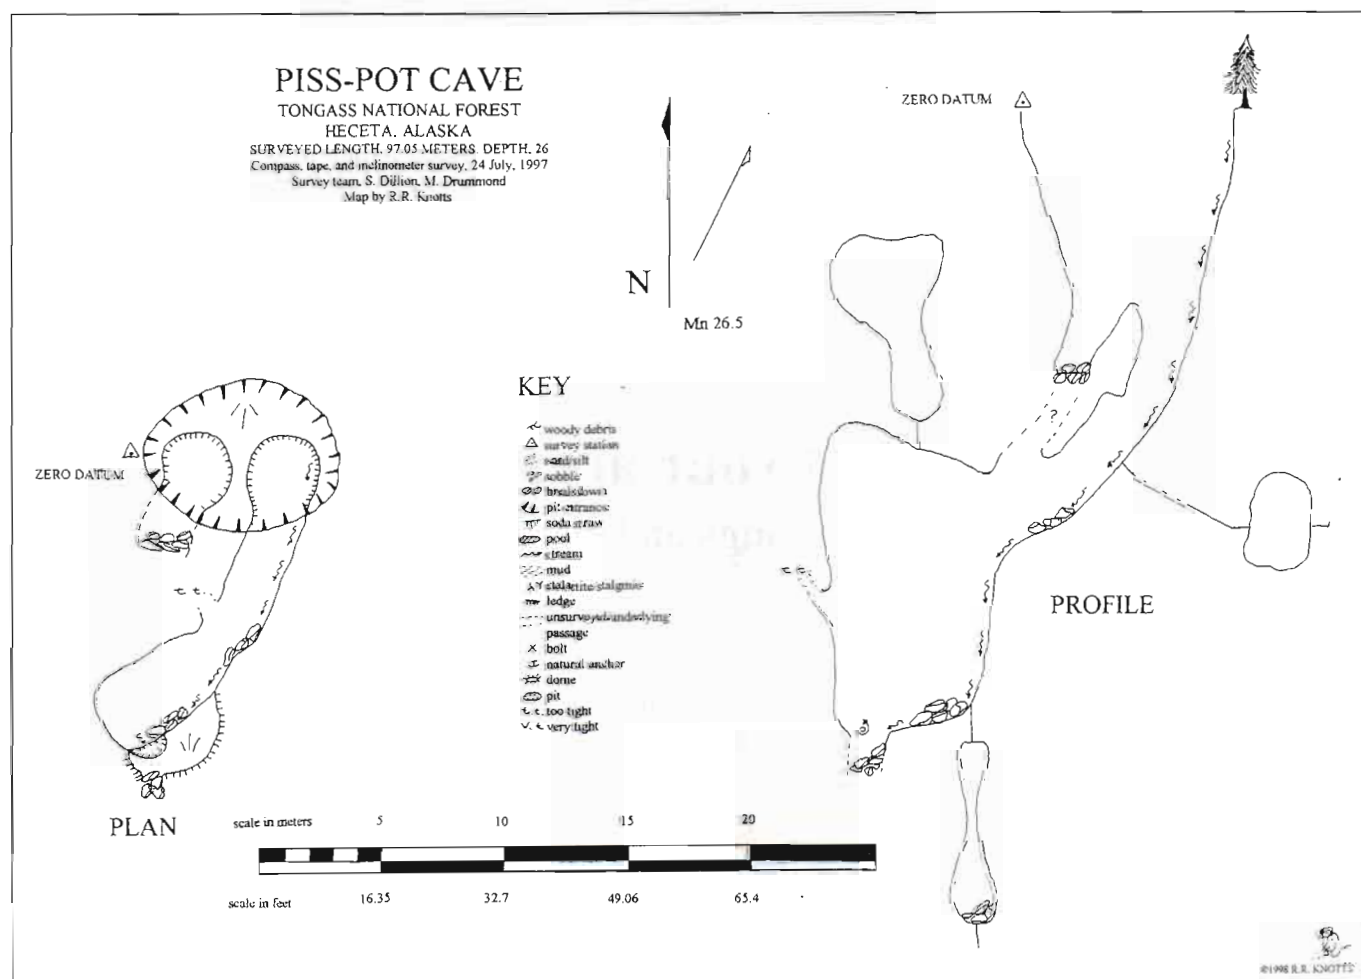 PISS-POT CAVE
TONGASS NATIONAL FOREST
HECETA, ALASKA
SURVEYED LENGTH, 97.05 METERS. DEPTH, 26
Compass, tape, and inclinometer survey, 24 July, 1997
Survey team, S. Dillion, M. Drummond
Map by R.R. Knotts
ZERO DATUM
N
Mn 26.5
KEY
woody debris
survey station
sand/silt
cobble
breakdown
pit entrance
soda straw
pool
stream
mud
ledge
unsurveyed/underlying
passage
bolt
natural anchor
dome
pit
too tight
very tight
ZERO DATUM
?
PROFILE
PLAN
scale in meters 5 10 15 20
scale in feet 16.35 32.7 49.06 65.4
©1998 R.R. KNOTTS